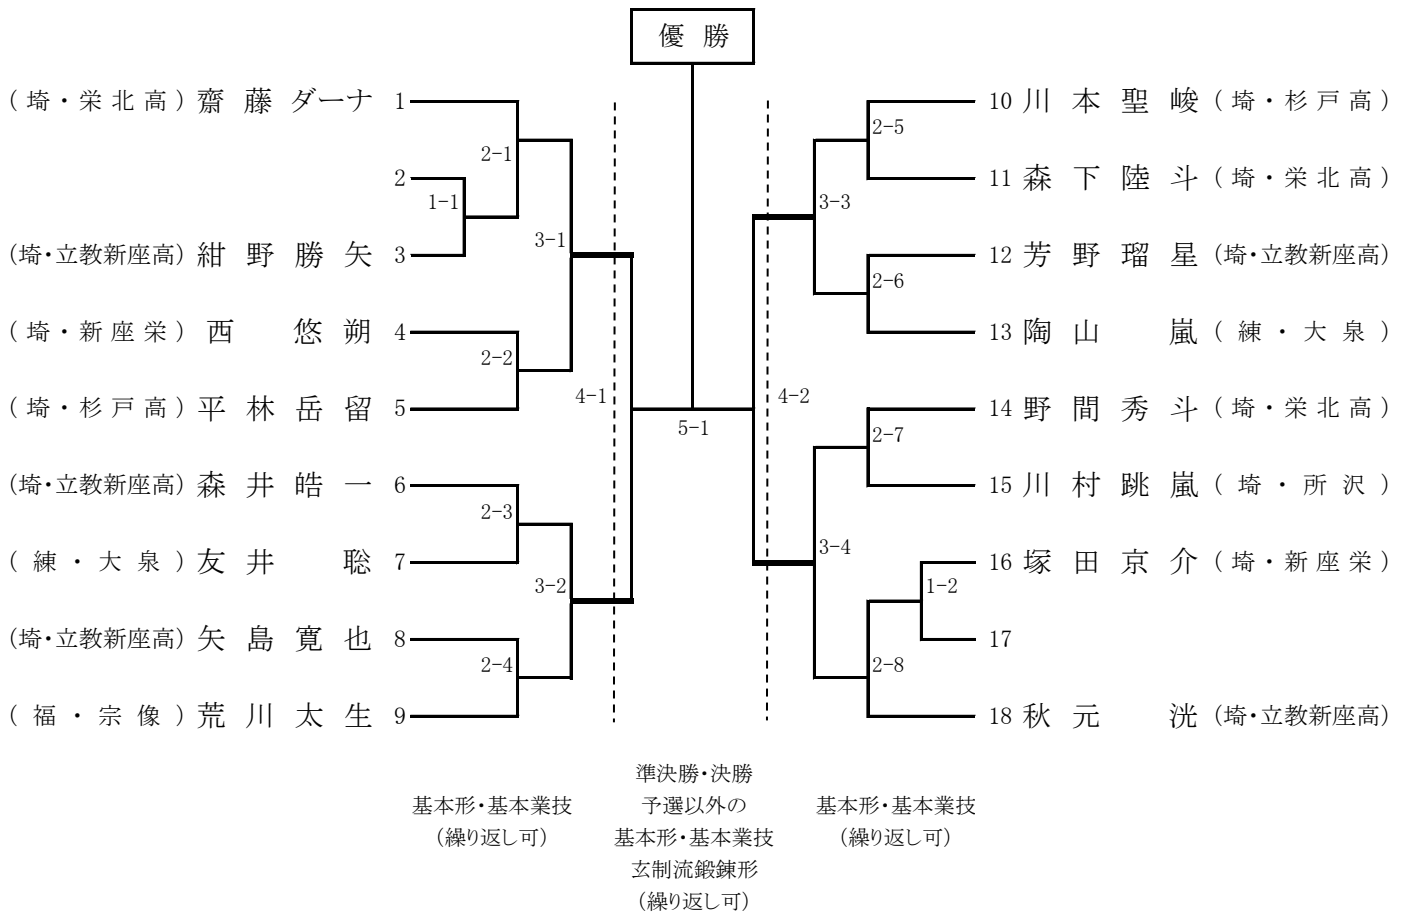 優勝
(埼・栄北高) 齋藤ダーナ 1
2-1
2
1-1
(埼・立教新座高) 紺野勝矢 3
3-1
(埼・新座栄) 西 悠朔 4
2-2
(埼・杉戸高) 平林岳留 5
4-1
(埼・立教新座高) 森井皓一 6
2-3
(練・大泉) 友井 聡 7
3-2
(埼・立教新座高) 矢島寛也 8
2-4
(福・宗像) 荒川太生 9
5-1
10 川本聖峻 (埼・杉戸高)
2-5
11 森下陸斗 (埼・栄北高)
3-3
12 芳野瑠星 (埼・立教新座高)
2-6
13 陶山 嵐 (練・大泉)
4-2
14 野間秀斗 (埼・栄北高)
2-7
15 川村跳嵐 (埼・所沢)
3-4
16 塚田京介 (埼・新座栄)
1-2
17
2-8
18 秋元 洸 (埼・立教新座高)
基本形・基本業技
(繰り返し可)
準決勝・決勝
予選以外の
基本形・基本業技
玄制流鍛錬形
(繰り返し可)
基本形・基本業技
(繰り返し可)